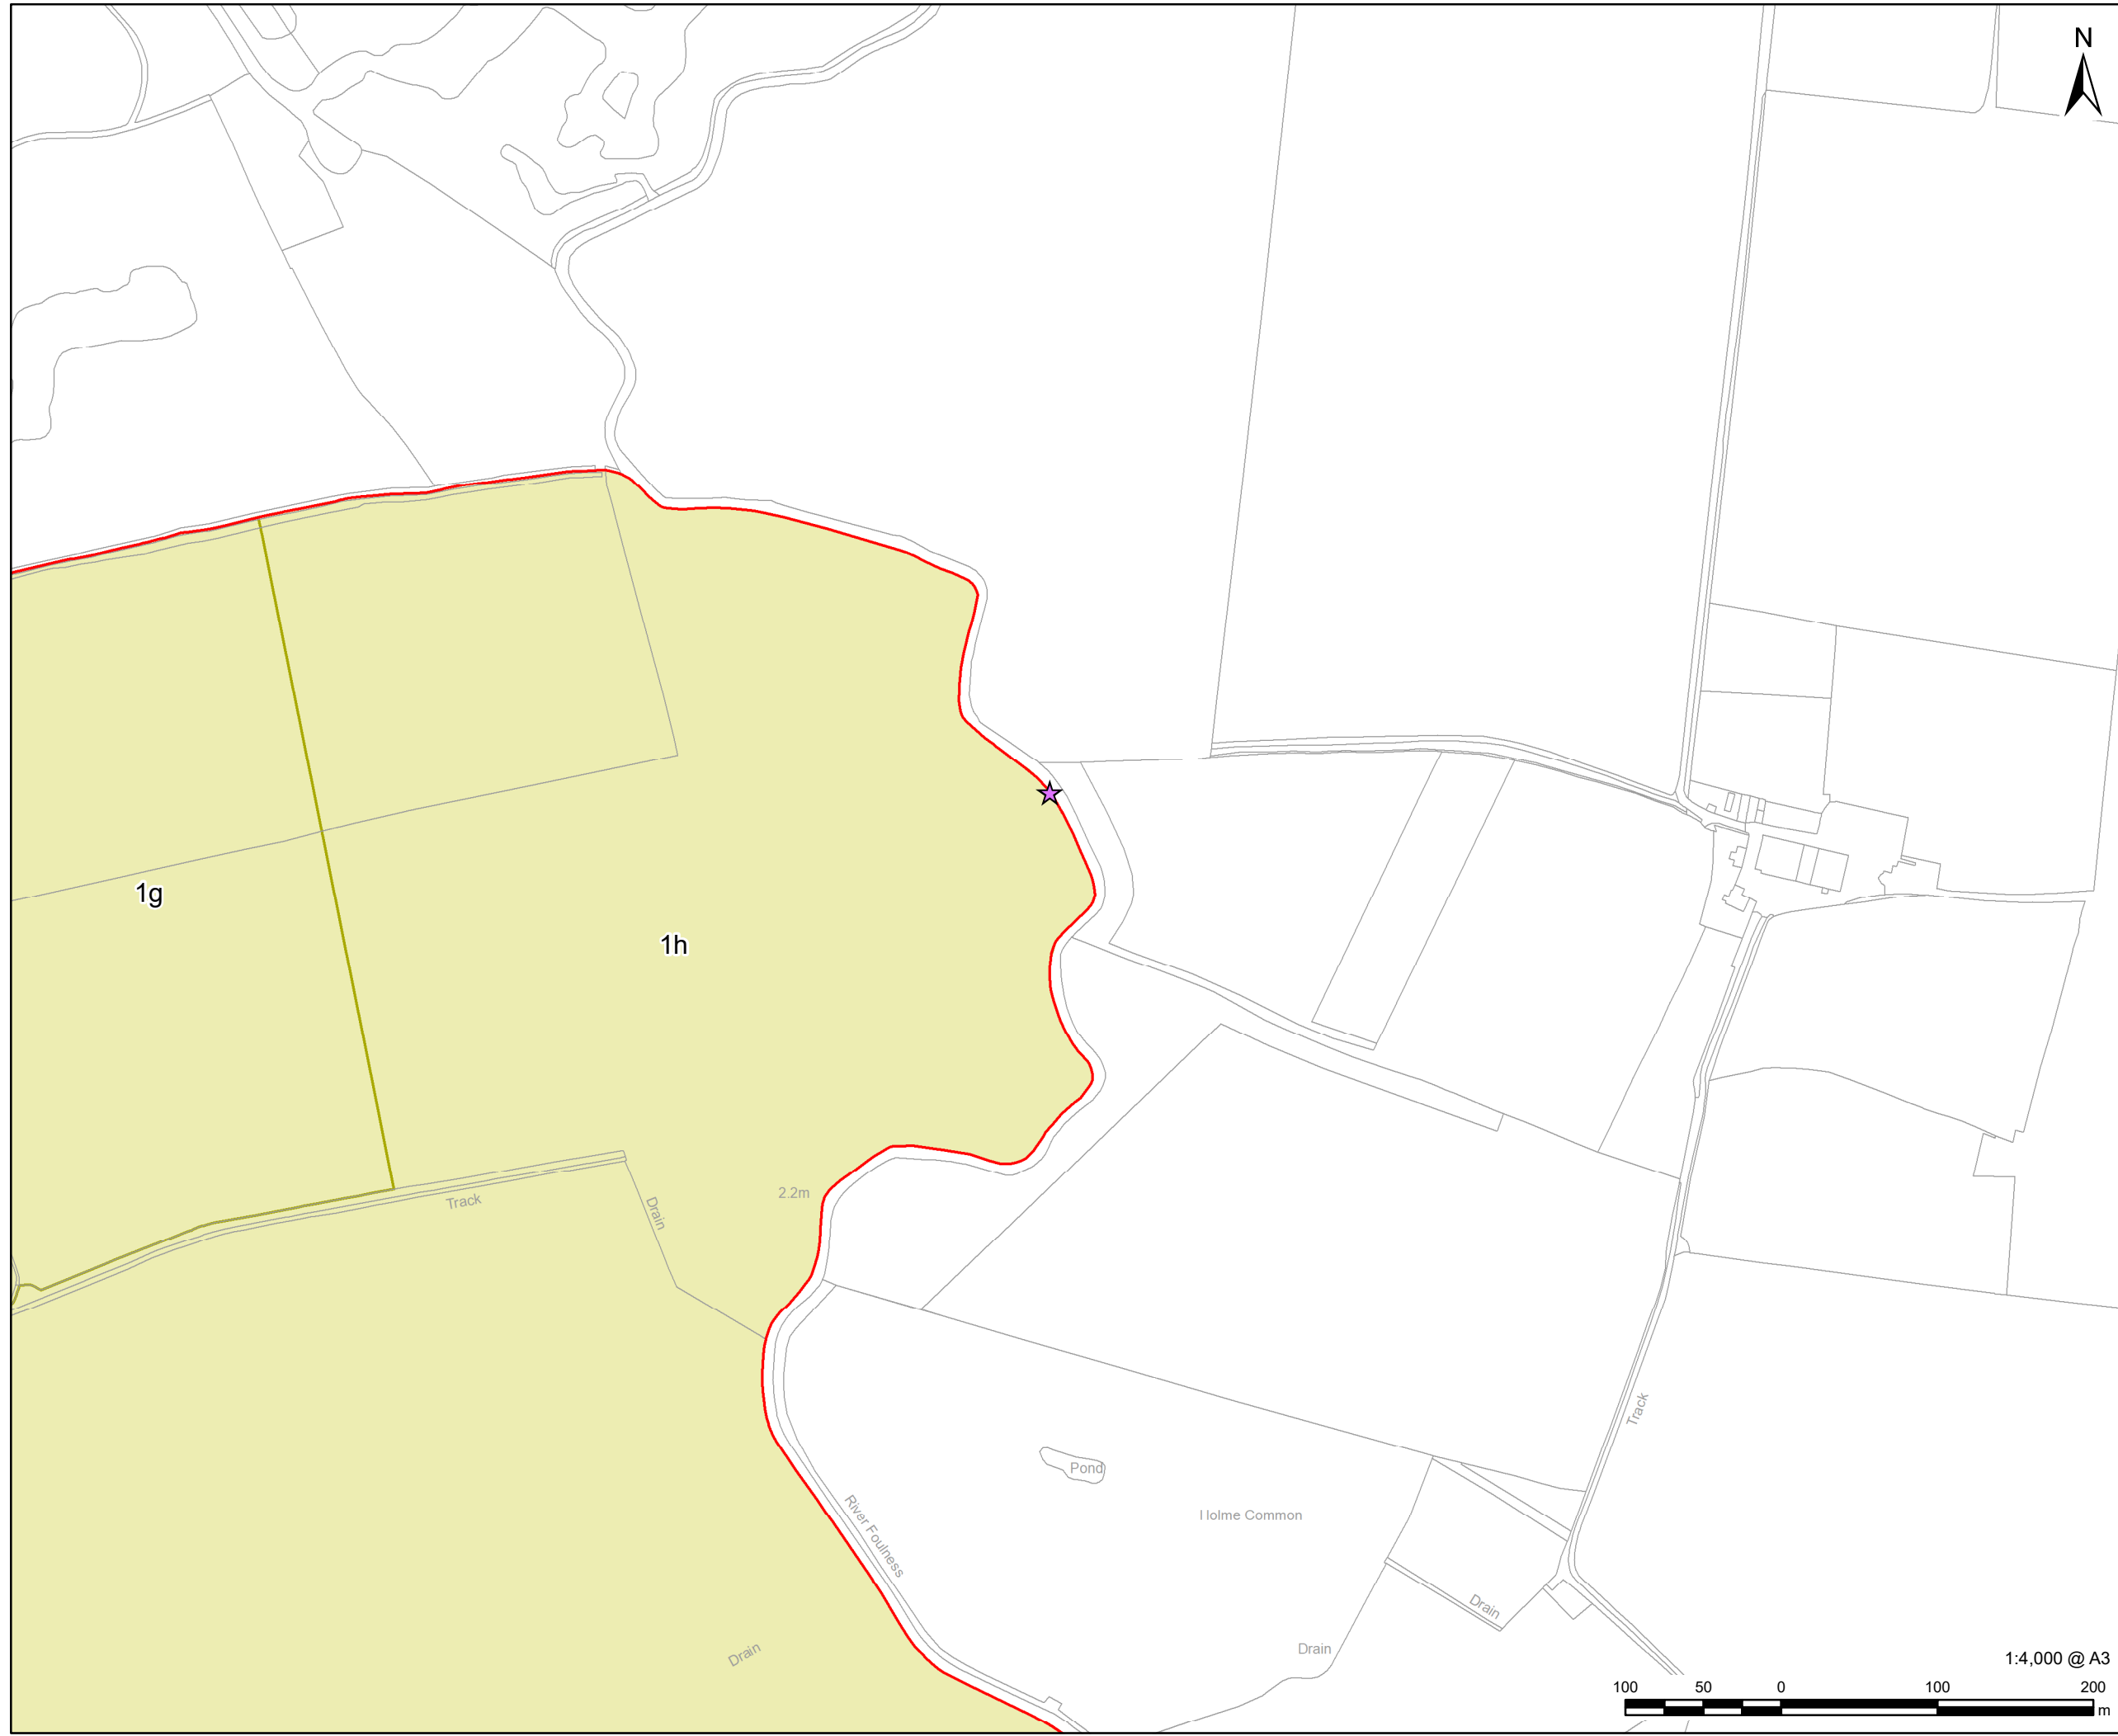 N
1g
1h
Track
Drain
2.2m
Track
Pond
Holme Common
River Foulness
Drain
Drain
Drain
1:4,000 @ A3
100 50 0 100 200
m